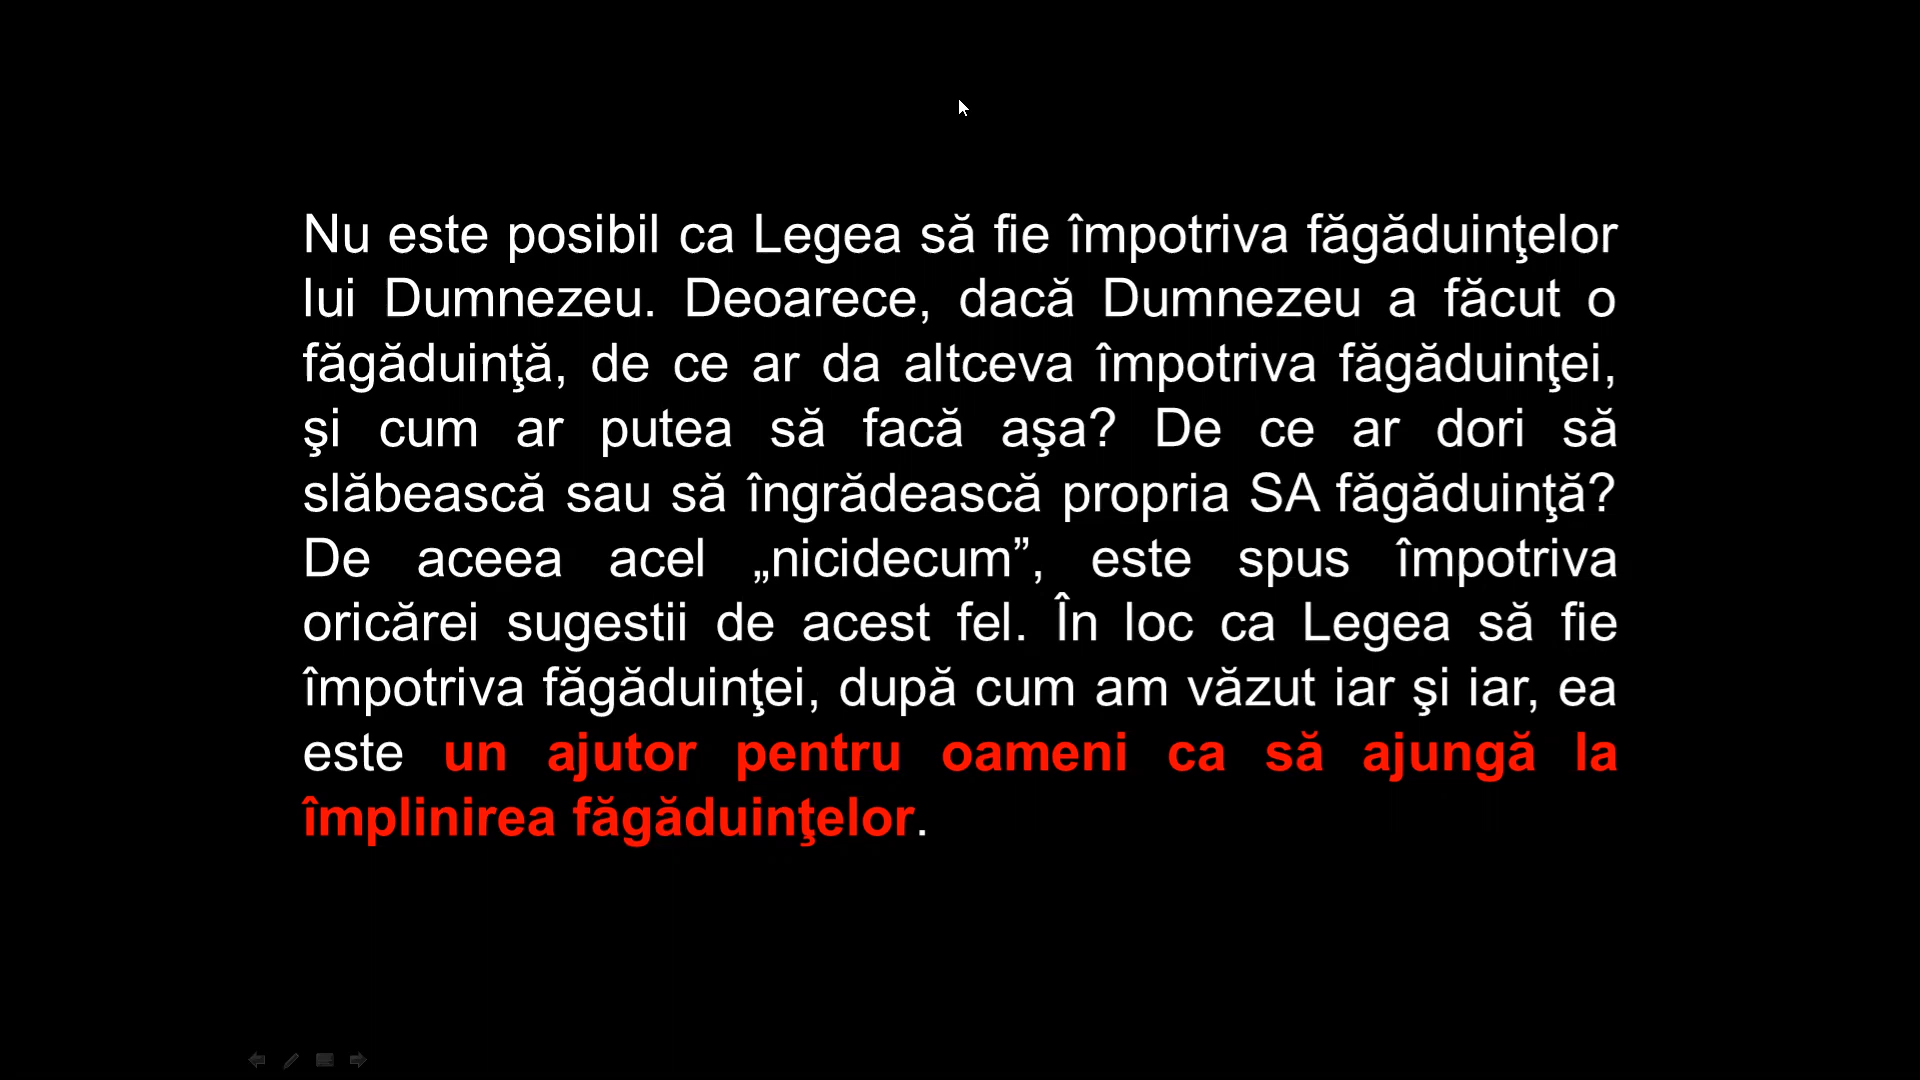 Nu este posibil ca Legea să fie împotriva făgăduinţelor
lui Dumnezeu. Deoarece, dacă Dumnezeu a făcut o
făgăduinţă, de ce ar da altceva împotriva făgăduinţei,
şi cum ar putea să facă aşa? De ce ar dori să
slăbească sau să îngrădească propria SA făgăduinţă?
De aceea acel „nicidecum”, este spus împotriva
oricărei sugestii de acest fel. În loc ca Legea să fie
împotriva făgăduinţei, după cum am văzut iar şi iar, ea
este un ajutor pentru oameni ca să ajungă la
împlinirea făgăduinţelor.